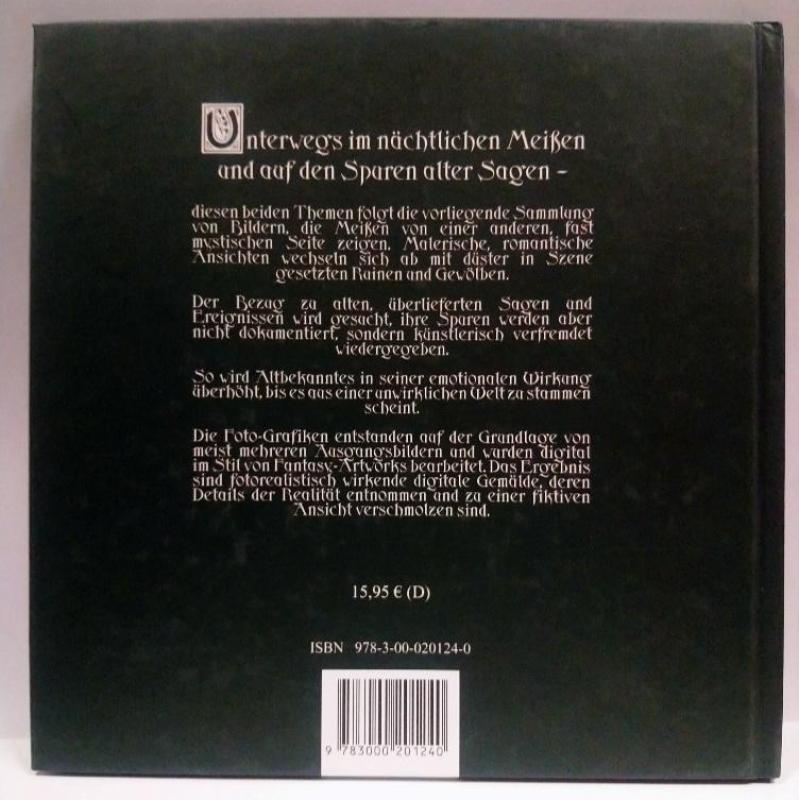 Unterwegs im nächtlichen Meißen
und auf den Spuren alter Sagen –
diesen beiden Themen folgt die vorliegende Sammlung
von Bildern, die Meißen von einer anderen, fast
mystischen Seite zeigen. Malerische, romantische
Ansichten wechseln sich ab mit düster in Szene
gesetzten Ruinen und Gewölben.
Der Bezug zu alten, überlieferten Sagen und
Ereignissen wird gesucht, ihre Spuren werden aber
nicht dokumentiert, sondern künstlerisch verfremdet
wiedergegeben.
So wird Altbekanntes in seiner emotionalen Wirkung
überhöht, bis es aus einer unwirklichen Welt zu stammen
scheint.
Die Foto-Grafiken entstanden auf der Grundlage von
meist mehreren Ausgangsbildern und wurden digital
im Stil von Fantasy-Artworks bearbeitet. Das Ergebnis
sind fotorealistisch wirkende digitale Gemälde, deren
Details der Realität entnommen und zu einer fiktiven
Ansicht verschmolzen sind.
15,95 € (D)
ISBN 978-3-00-020124-0
9 783000 201240